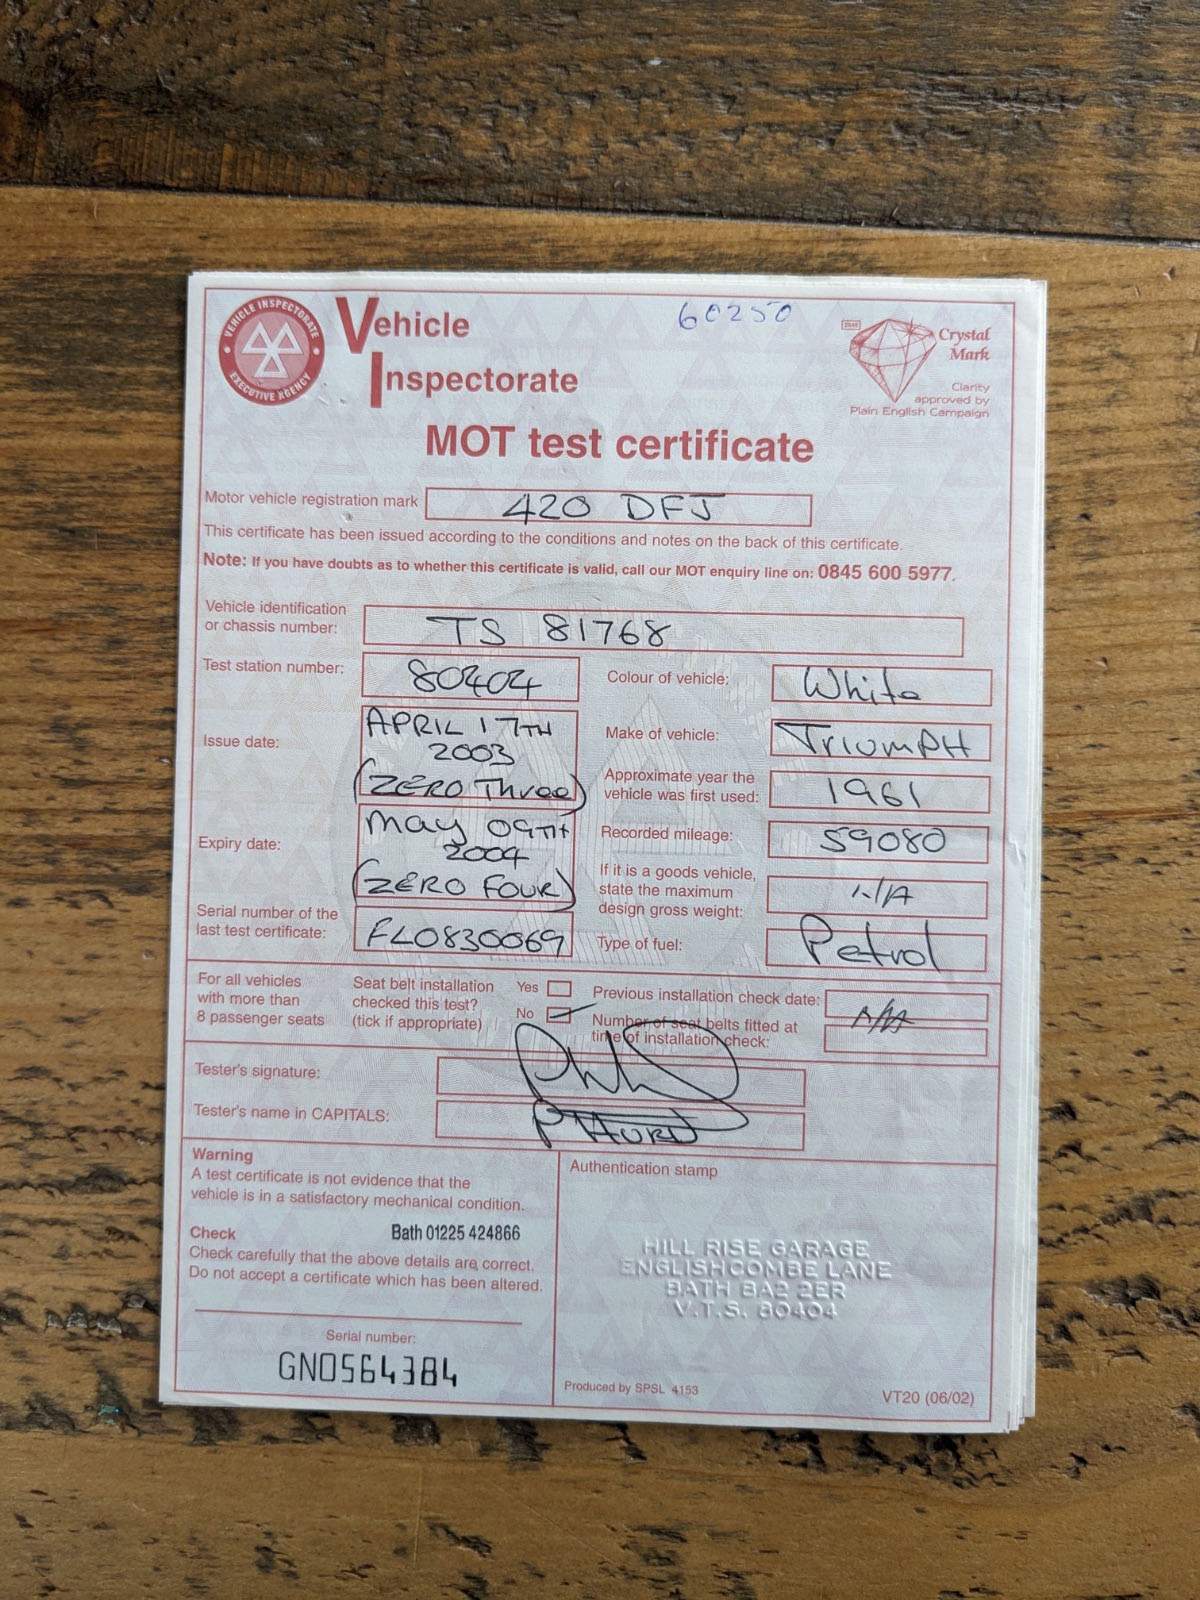 60250
VEHICLE INSPECTORATE
EXECUTIVE AGENCY
Vehicle
Inspectorate
Crystal
Mark
Clarity
approved by
Plain English Campaign
MOT test certificate
Motor vehicle registration mark 420 DFJ
This certificate has been issued according to the conditions and notes on the back of this certificate.
Note: If you have doubts as to whether this certificate is valid, call our MOT enquiry line on: 0845 600 5977.
Vehicle identification
or chassis number: TS 81768
Test station number: 80404
Colour of vehicle: White
Issue date: APRIL 17TH
2003
(ZERO Three)
Make of vehicle: TRIUMPH
Approximate year the
vehicle was first used: 1961
Expiry date: May 09TH
2004
(ZERO FOUR)
Recorded mileage: 59080
If it is a goods vehicle,
state the maximum
design gross weight: N/A
Serial number of the
last test certificate: FL0830069
Type of fuel: Petrol
For all vehicles
with more than
8 passenger seats
Seat belt installation
checked this test?
(tick if appropriate)
Yes
No
Previous installation check date:
Number of seat belts fitted at
time of installation check:
N/A
Tester's signature:
Tester's name in CAPITALS: P HURD
Warning
A test certificate is not evidence that the
vehicle is in a satisfactory mechanical condition.
Check Bath 01225 424866
Check carefully that the above details are correct.
Do not accept a certificate which has been altered.
Serial number:
GN0564384
Authentication stamp
HILL RISE GARAGE
ENGLISHCOMBE LANE
BATH BA2 2ER
V.T.S. 80404
Produced by SPSL 4153
VT20 (06/02)